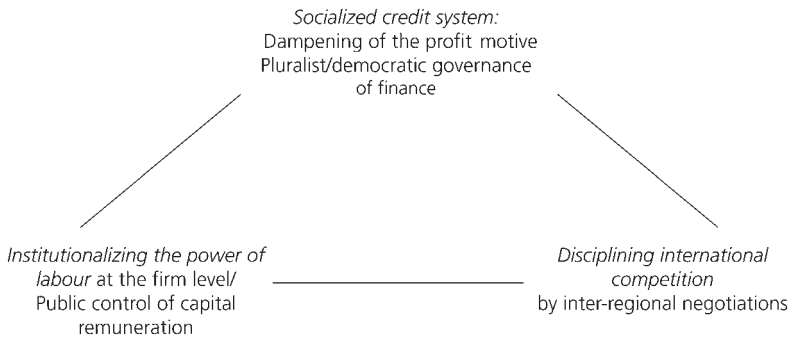 Socialized credit system:
Dampening of the profit motive
Pluralist/democratic governance
of finance
Institutionalizing the power of
labour at the firm level/
Public control of capital
remuneration
Disciplining international
competition
by inter-regional negotiations